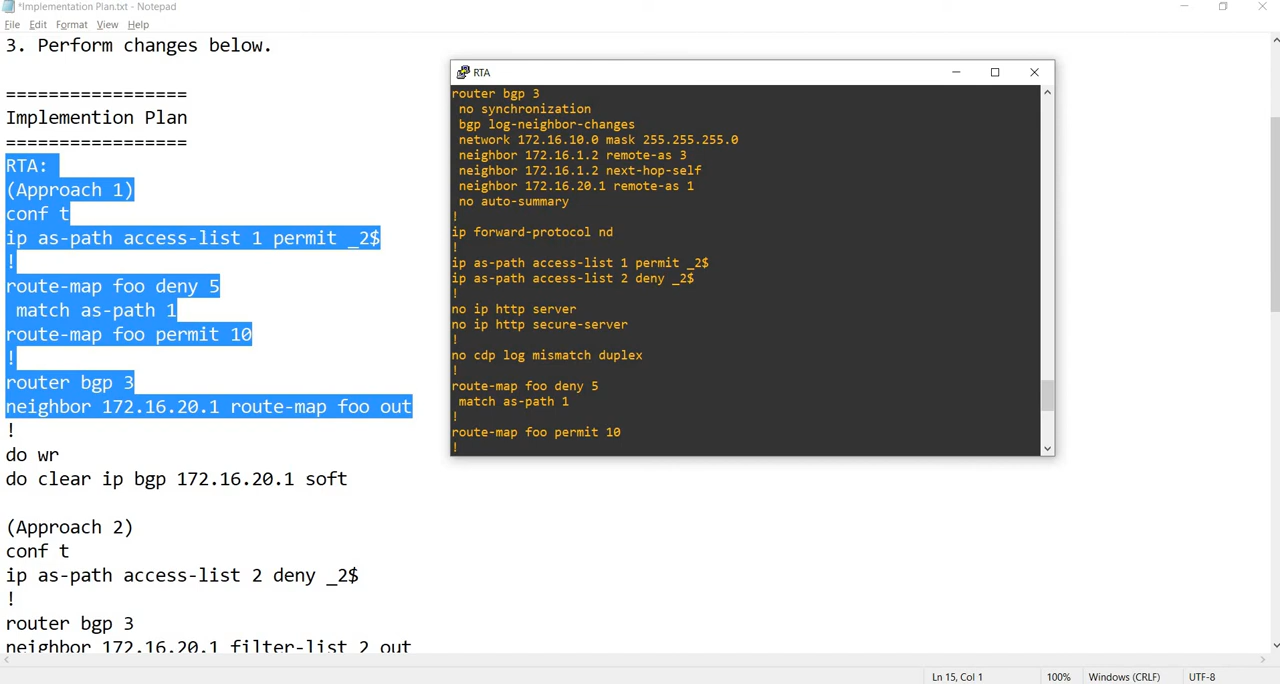 *Implementation Plan.txt - Notepad
File Edit Format View Help
3. Perform changes below.
=================
Implemention Plan
=================
RTA:
(Approach 1)
conf t
ip as-path access-list 1 permit _2$
!
route-map foo deny 5
match as-path 1
route-map foo permit 10
!
router bgp 3
neighbor 172.16.20.1 route-map foo out
!
do wr
do clear ip bgp 172.16.20.1 soft
(Approach 2)
conf t
ip as-path access-list 2 deny _2$
!
router bgp 3
neighbor 172.16.20.1 filter-list 2 out
RTA
router bgp 3
no synchronization
bgp log-neighbor-changes
network 172.16.10.0 mask 255.255.255.0
neighbor 172.16.1.2 remote-as 3
neighbor 172.16.1.2 next-hop-self
neighbor 172.16.20.1 remote-as 1
no auto-summary
!
ip forward-protocol nd
!
ip as-path access-list 1 permit _2$
ip as-path access-list 2 deny _2$
!
no ip http server
no ip http secure-server
!
no cdp log mismatch duplex
!
route-map foo deny 5
match as-path 1
!
route-map foo permit 10
!
Ln 15, Col 1 100% Windows (CRLF) UTF-8